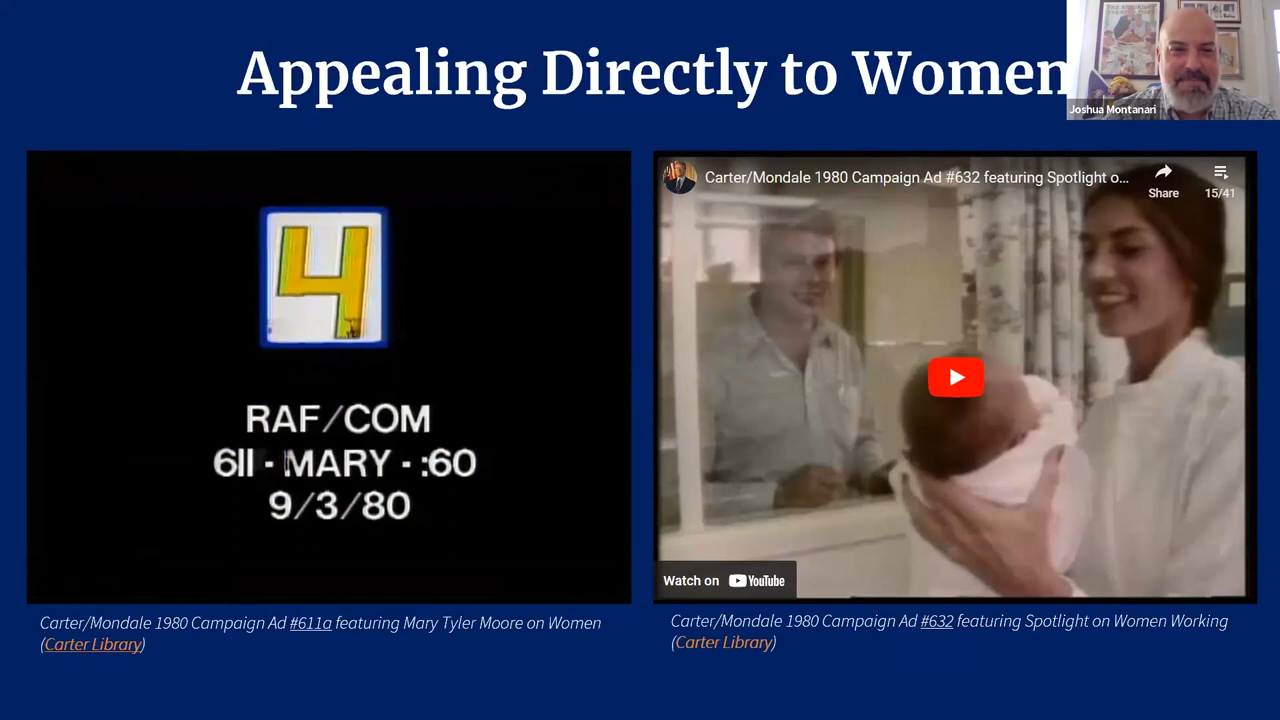 Appealing Directly to Women
Joshua Montanari
4
RAF/COM
611 - MARY - :60
9/3/80
Carter/Mondale 1980 Campaign Ad #632 featuring Spotlight o...
Share
15/41
Watch on YouTube
Carter/Mondale 1980 Campaign Ad #611a featuring Mary Tyler Moore on Women
(Carter Library)
Carter/Mondale 1980 Campaign Ad #632 featuring Spotlight on Women Working
(Carter Library)